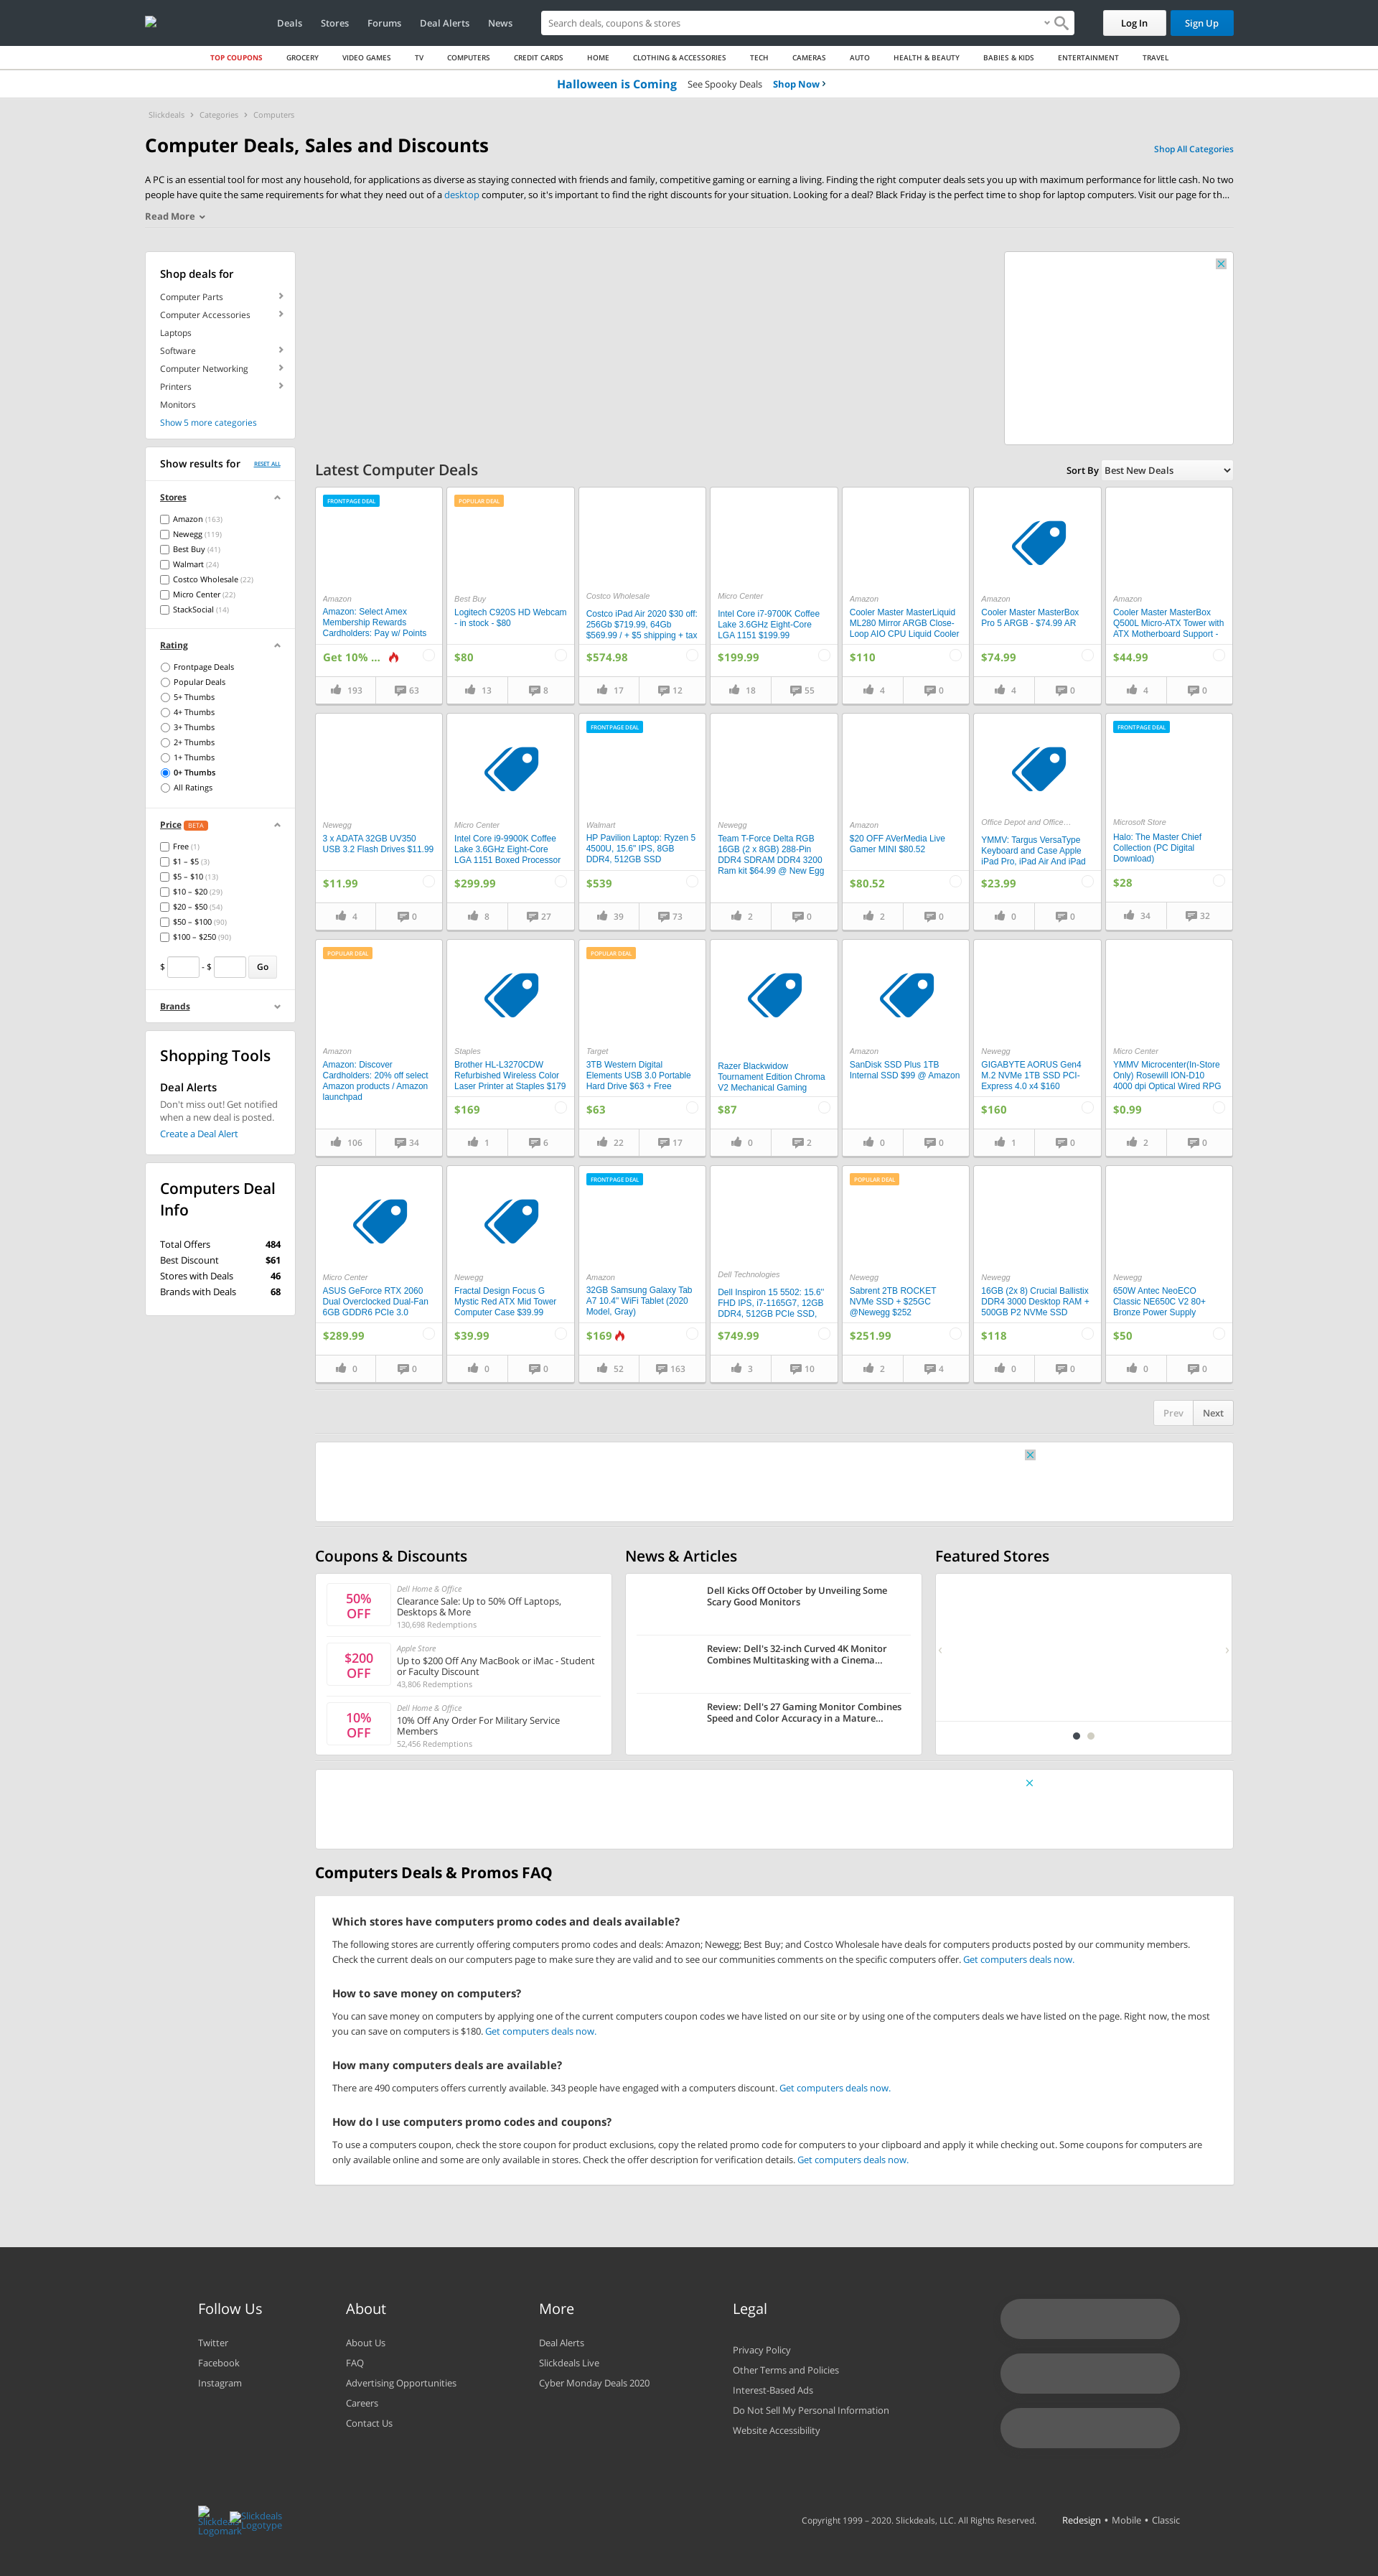 Deals Stores Forums Deal Alerts News
Search deals, coupons & stores
Log In
Sign Up
TOP COUPONS GROCERY VIDEO GAMES TV COMPUTERS CREDIT CARDS HOME CLOTHING & ACCESSORIES TECH CAMERAS AUTO HEALTH & BEAUTY BABIES & KIDS ENTERTAINMENT TRAVEL
Halloween is Coming See Spooky Deals Shop Now
Slickdeals Categories Computers
Computer Deals, Sales and Discounts
Shop All Categories
A PC is an essential tool for most any household, for applications as diverse as staying connected with friends and family, competitive gaming or earning a living. Finding the right computer deals sets you up with maximum performance for little cash. No two
people have quite the same requirements for what they need out of a desktop computer, so it's important to find the right discounts for your situation. Looking for a deal? Black Friday is the perfect time to shop for laptop computers. Visit our page for th...
Read More
Shop deals for
Computer Parts
Computer Accessories
Laptops
Software
Computer Networking
Printers
Monitors
Show 5 more categories
Show results for RESET ALL
Stores
Amazon (163)
Newegg (119)
Best Buy (41)
Walmart (24)
Costco Wholesale (22)
Micro Center (22)
StackSocial (14)
Rating
Frontpage Deals
Popular Deals
5+ Thumbs
4+ Thumbs
3+ Thumbs
2+ Thumbs
1+ Thumbs
0+ Thumbs
All Ratings
Price BETA
Free (1)
$1 – $5 (3)
$5 – $10 (13)
$10 – $20 (29)
$20 – $50 (54)
$50 – $100 (90)
$100 – $250 (90)
$ - $ Go
Brands
Shopping Tools
Deal Alerts
Don't miss out! Get notified
when a new deal is posted.
Create a Deal Alert
Computers Deal
Info
Total Offers 484
Best Discount $61
Stores with Deals 46
Brands with Deals 68
Latest Computer Deals
Sort By Best New Deals
FRONTPAGE DEAL
Amazon
Amazon: Select Amex
Membership Rewards
Cardholders: Pay w/ Points
Get 10% ...
193 63
POPULAR DEAL
Best Buy
Logitech C920S HD Webcam
- in stock - $80
$80
13 8
Costco Wholesale
Costco iPad Air 2020 $30 off:
256Gb $719.99, 64Gb
$569.99 / + $5 shipping + tax
$574.98
17 12
Micro Center
Intel Core i7-9700K Coffee
Lake 3.6GHz Eight-Core
LGA 1151 $199.99
$199.99
18 55
Amazon
Cooler Master MasterLiquid
ML280 Mirror ARGB Close-
Loop AIO CPU Liquid Cooler
$110
4 0
Amazon
Cooler Master MasterBox
Pro 5 ARGB - $74.99 AR
$74.99
4 0
Amazon
Cooler Master MasterBox
Q500L Micro-ATX Tower with
ATX Motherboard Support -
$44.99
4 0
Newegg
3 x ADATA 32GB UV350
USB 3.2 Flash Drives $11.99
$11.99
4 0
Micro Center
Intel Core i9-9900K Coffee
Lake 3.6GHz Eight-Core
LGA 1151 Boxed Processor
$299.99
8 27
FRONTPAGE DEAL
Walmart
HP Pavilion Laptop: Ryzen 5
4500U, 15.6" IPS, 8GB
DDR4, 512GB SSD
$539
39 73
Newegg
Team T-Force Delta RGB
16GB (2 x 8GB) 288-Pin
DDR4 SDRAM DDR4 3200
Ram kit $64.99 @ New Egg
2 0
Amazon
$20 OFF AVerMedia Live
Gamer MINI $80.52
$80.52
2 0
Office Depot and Office...
YMMV: Targus VersaType
Keyboard and Case Apple
iPad Pro, iPad Air And iPad
$23.99
0 0
FRONTPAGE DEAL
Microsoft Store
Halo: The Master Chief
Collection (PC Digital
Download)
$28
34 32
POPULAR DEAL
Amazon
Amazon: Discover
Cardholders: 20% off select
Amazon products / Amazon
launchpad
106 34
Staples
Brother HL-L3270CDW
Refurbished Wireless Color
Laser Printer at Staples $179
$169
1 6
POPULAR DEAL
Target
3TB Western Digital
Elements USB 3.0 Portable
Hard Drive $63 + Free
$63
22 17
Razer Blackwidow
Tournament Edition Chroma
V2 Mechanical Gaming
$87
0 2
Amazon
SanDisk SSD Plus 1TB
Internal SSD $99 @ Amazon
0 0
Newegg
GIGABYTE AORUS Gen4
M.2 NVMe 1TB SSD PCI-
Express 4.0 x4 $160
$160
1 0
Micro Center
YMMV Microcenter(In-Store
Only) Rosewill ION-D10
4000 dpi Optical Wired RPG
$0.99
2 0
Micro Center
ASUS GeForce RTX 2060
Dual Overclocked Dual-Fan
6GB GDDR6 PCIe 3.0
$289.99
0 0
Newegg
Fractal Design Focus G
Mystic Red ATX Mid Tower
Computer Case $39.99
$39.99
0 0
FRONTPAGE DEAL
Amazon
32GB Samsung Galaxy Tab
A7 10.4" WiFi Tablet (2020
Model, Gray)
$169
52 163
Dell Technologies
Dell Inspiron 15 5502: 15.6''
FHD IPS, i7-1165G7, 12GB
DDR4, 512GB PCIe SSD,
$749.99
3 10
POPULAR DEAL
Newegg
Sabrent 2TB ROCKET
NVMe SSD + $25GC
@Newegg $252
$251.99
2 4
Newegg
16GB (2x 8) Crucial Ballistix
DDR4 3000 Desktop RAM +
500GB P2 NVMe SSD
$118
0 0
Newegg
650W Antec NeoECO
Classic NE650C V2 80+
Bronze Power Supply
$50
0 0
Prev Next
Coupons & Discounts
50%
OFF
Dell Home & Office
Clearance Sale: Up to 50% Off Laptops,
Desktops & More
130,698 Redemptions
$200
OFF
Apple Store
Up to $200 Off Any MacBook or iMac - Student
or Faculty Discount
43,806 Redemptions
10%
OFF
Dell Home & Office
10% Off Any Order For Military Service
Members
52,456 Redemptions
News & Articles
Dell Kicks Off October by Unveiling Some
Scary Good Monitors
Review: Dell's 32-inch Curved 4K Monitor
Combines Multitasking with a Cinema...
Review: Dell's 27 Gaming Monitor Combines
Speed and Color Accuracy in a Mature...
Featured Stores
Computers Deals & Promos FAQ
Which stores have computers promo codes and deals available?
The following stores are currently offering computers promo codes and deals: Amazon; Newegg; Best Buy; and Costco Wholesale have deals for computers products posted by our community members.
Check the current deals on our computers page to make sure they are valid and to see our communities comments on the specific computers offer. Get computers deals now.
How to save money on computers?
You can save money on computers by applying one of the current computers coupon codes we have listed on our site or by using one of the computers deals we have listed on the page. Right now, the most
you can save on computers is $180. Get computers deals now.
How many computers deals are available?
There are 490 computers offers currently available. 343 people have engaged with a computers discount. Get computers deals now.
How do I use computers promo codes and coupons?
To use a computers coupon, check the store coupon for product exclusions, copy the related promo code for computers to your clipboard and apply it while checking out. Some coupons for computers are
only available online and some are only available in stores. Check the offer description for verification details. Get computers deals now.
Follow Us
Twitter
Facebook
Instagram
About
About Us
FAQ
Advertising Opportunities
Careers
Contact Us
More
Deal Alerts
Slickdeals Live
Cyber Monday Deals 2020
Legal
Privacy Policy
Other Terms and Policies
Interest-Based Ads
Do Not Sell My Personal Information
Website Accessibility
Slickdeals
Logomark
Slickdeals
Logotype
Copyright 1999 – 2020. Slickdeals, LLC. All Rights Reserved.
Redesign • Mobile • Classic